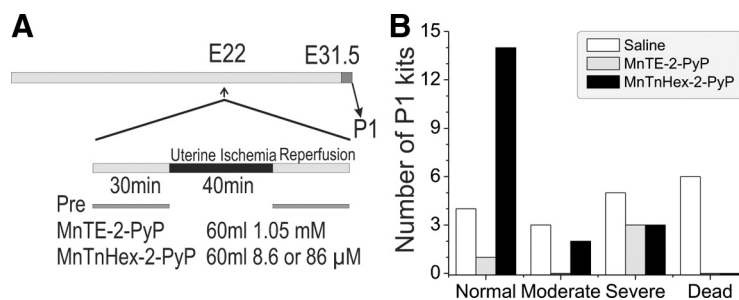 A
E22
E31.5
P1
Uterine Ischemia
Reperfusion
30min
40min
Pre
MnTE-2-PyP 60ml 1.05 mM
MnTnHex-2-PyP 60ml 8.6 or 86 µM
B
Number of P1 kits
15
12
9
6
3
0
Saline
MnTE-2-PyP
MnTnHex-2-PyP
Normal Moderate Severe Dead